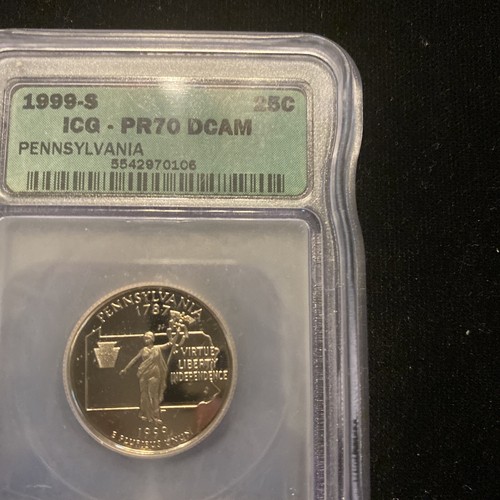 1999-S 25C
ICG - PR70 DCAM
PENNSYLVANIA
5542970106
PENNSYLVANIA
1787
VIRTUE
LIBERTY
INDEPENDENCE
1999
E PLURIBUS UNUM